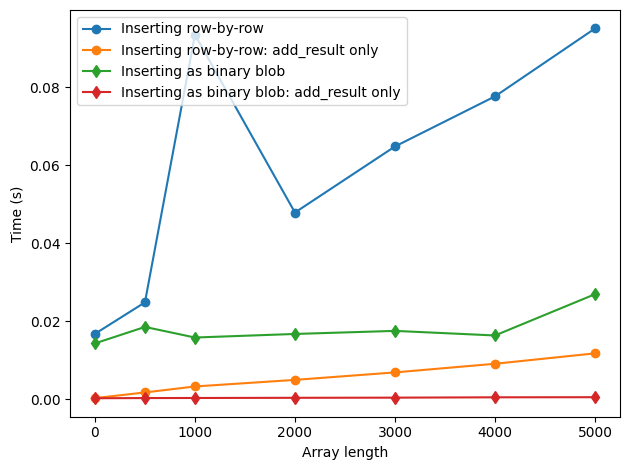 Inserting row-by-row
Inserting row-by-row: add_result only
Inserting as binary blob
Inserting as binary blob: add_result only
0.08
0.06
0.04
0.02
0.00
Time (s)
0 1000 2000 3000 4000 5000
Array length